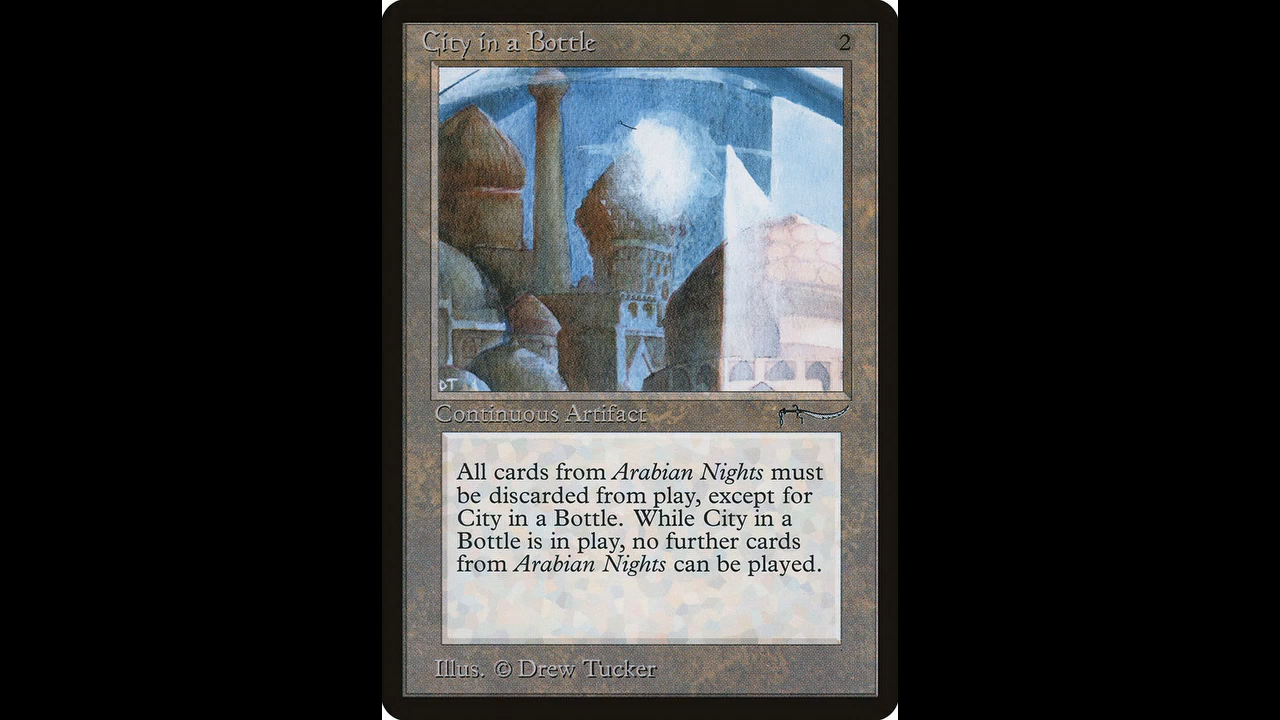 City in a Bottle 2
DT
Continuous Artifact
All cards from Arabian Nights must
be discarded from play, except for
City in a Bottle. While City in a
Bottle is in play, no further cards
from Arabian Nights can be played.
Illus. © Drew Tucker